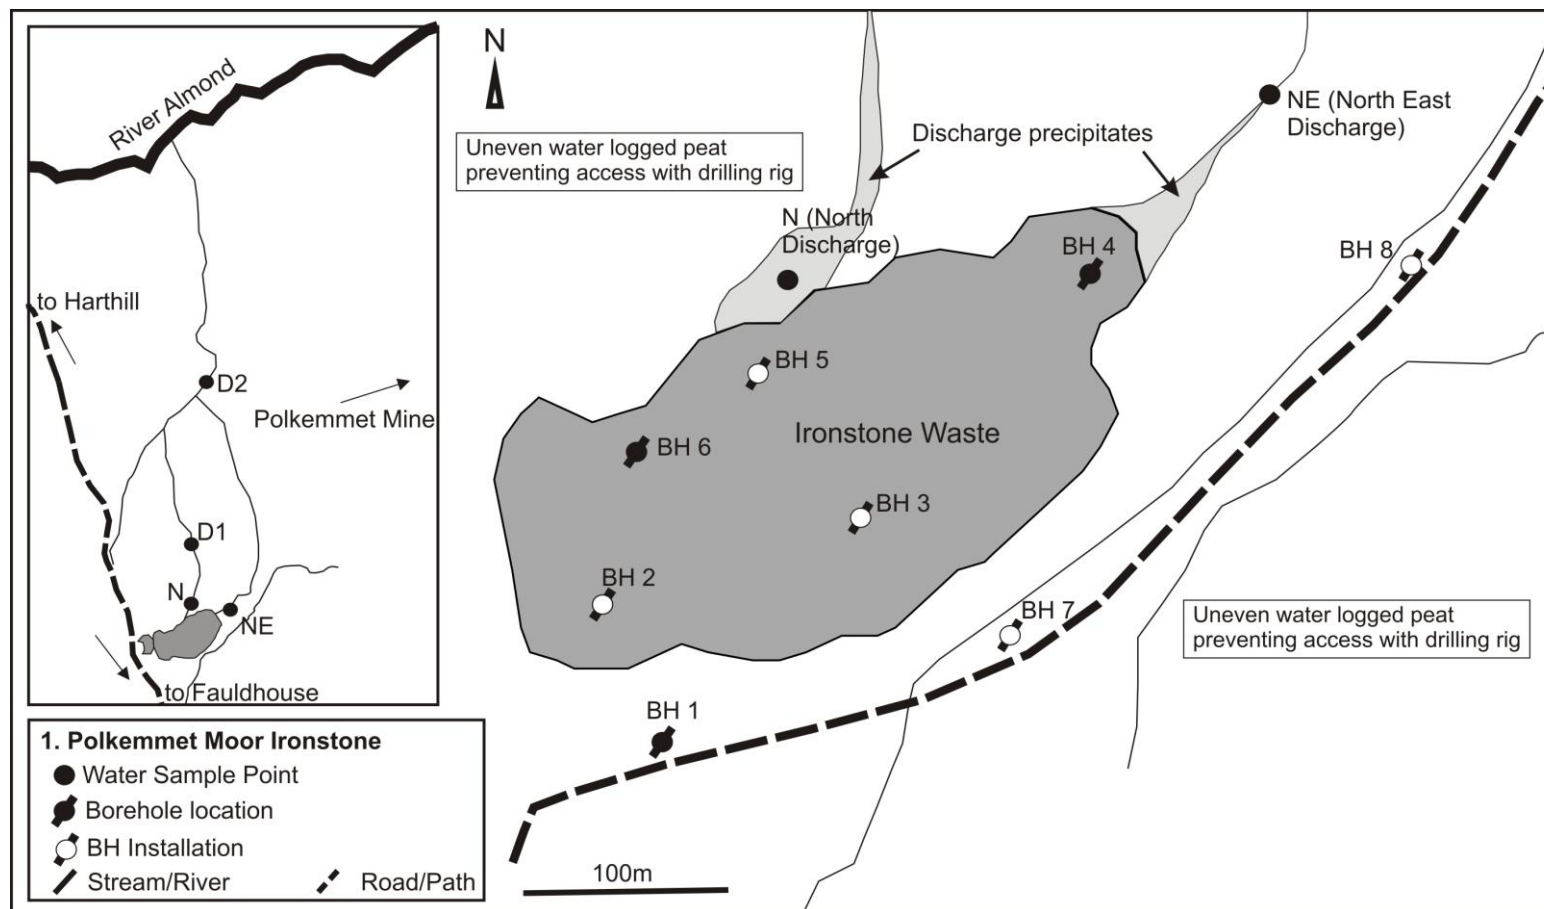 River Almond
to Harthill
D2
Polkemmet Mine
D1
N
NE
to Fauldhouse
1. Polkemmet Moor Ironstone
Water Sample Point
Borehole location
BH Installation
Stream/River
Road/Path
N
Uneven water logged peat
preventing access with drilling rig
Discharge precipitates
NE (North East
Discharge)
N (North
Discharge)
BH 4
BH 8
BH 5
BH 6
Ironstone Waste
BH 3
BH 2
BH 7
Uneven water logged peat
preventing access with drilling rig
BH 1
100m